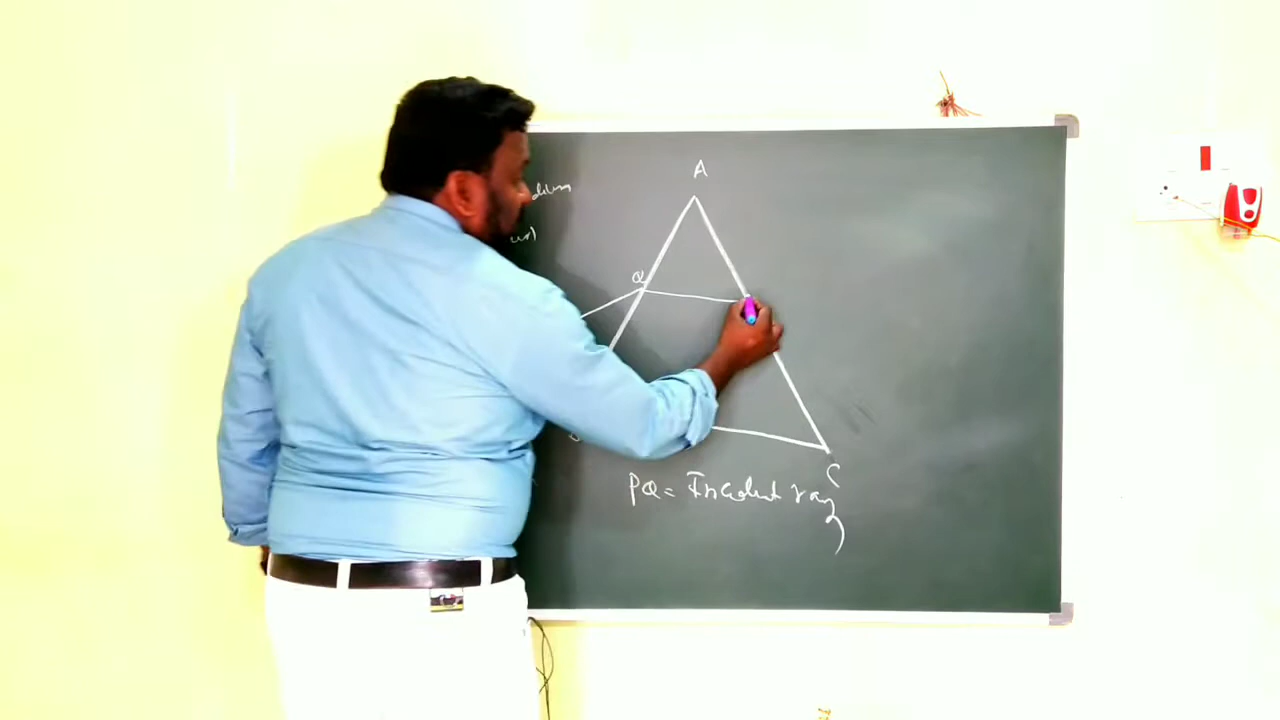 A
Q
C
PQ = Incident ray